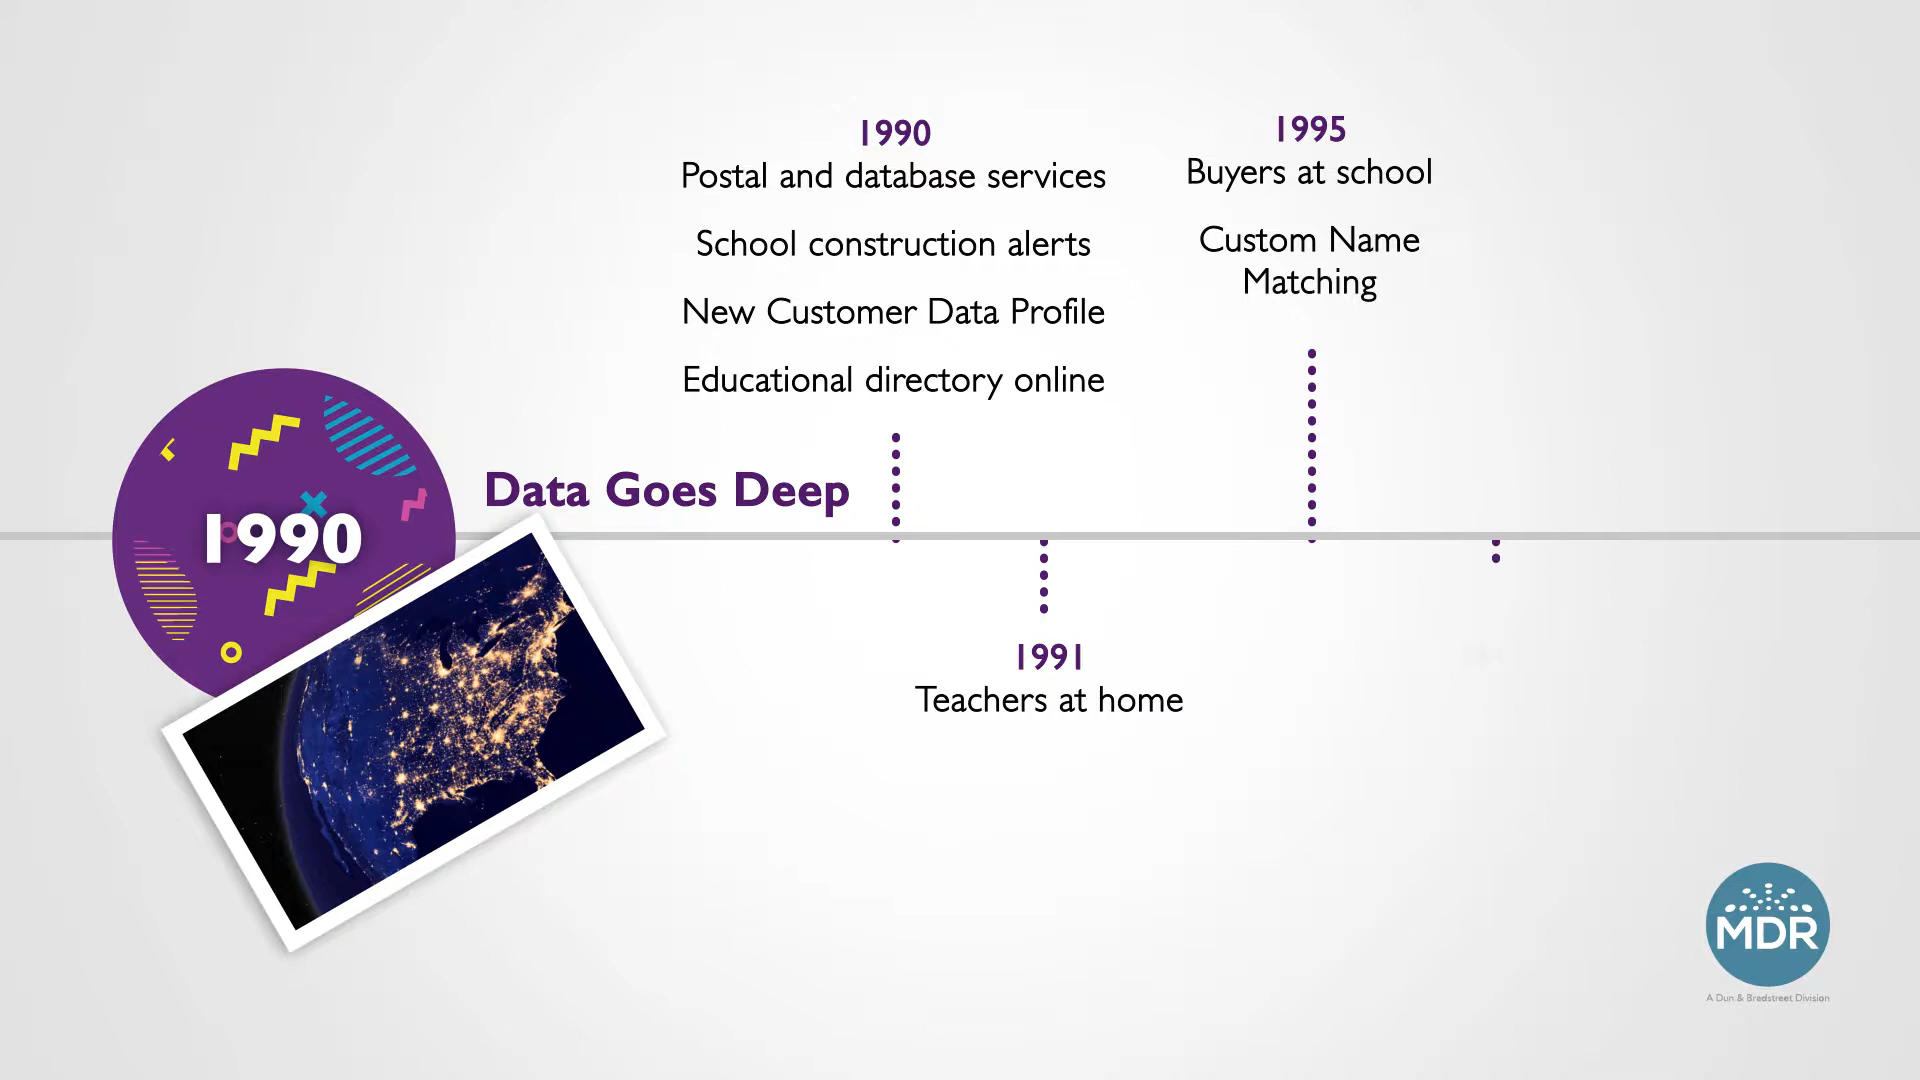 1990
Postal and database services
School construction alerts
New Customer Data Profile
Educational directory online
1995
Buyers at school
Custom Name
Matching
Data Goes Deep
1990
1991
Teachers at home
MDR
A Dun & Bradstreet Division